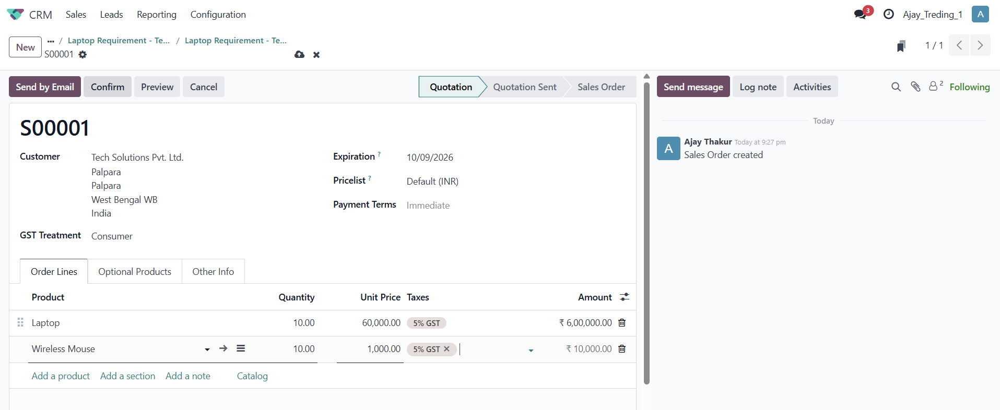 CRM Sales Leads Reporting Configuration 3 Ajay_Treding_1 A
New ... / Laptop Requirement - Te... / Laptop Requirement - Te...
S00001
1 / 1
Send by Email Confirm Preview Cancel Quotation Quotation Sent Sales Order
Send message Log note Activities 2 Following
S00001
Customer Tech Solutions Pvt. Ltd.
Palpara
Palpara
West Bengal WB
India
GST Treatment Consumer
Expiration ? 10/09/2026
Pricelist ? Default (INR)
Payment Terms Immediate
Order Lines Optional Products Other Info
Product Quantity Unit Price Taxes Amount
Laptop 10.00 60,000.00 5% GST ₹ 6,00,000.00
Wireless Mouse 10.00 1,000.00 5% GST ₹ 10,000.00
Add a product Add a section Add a note Catalog
Today
A Ajay Thakur Today at 9:27 pm
Sales Order created